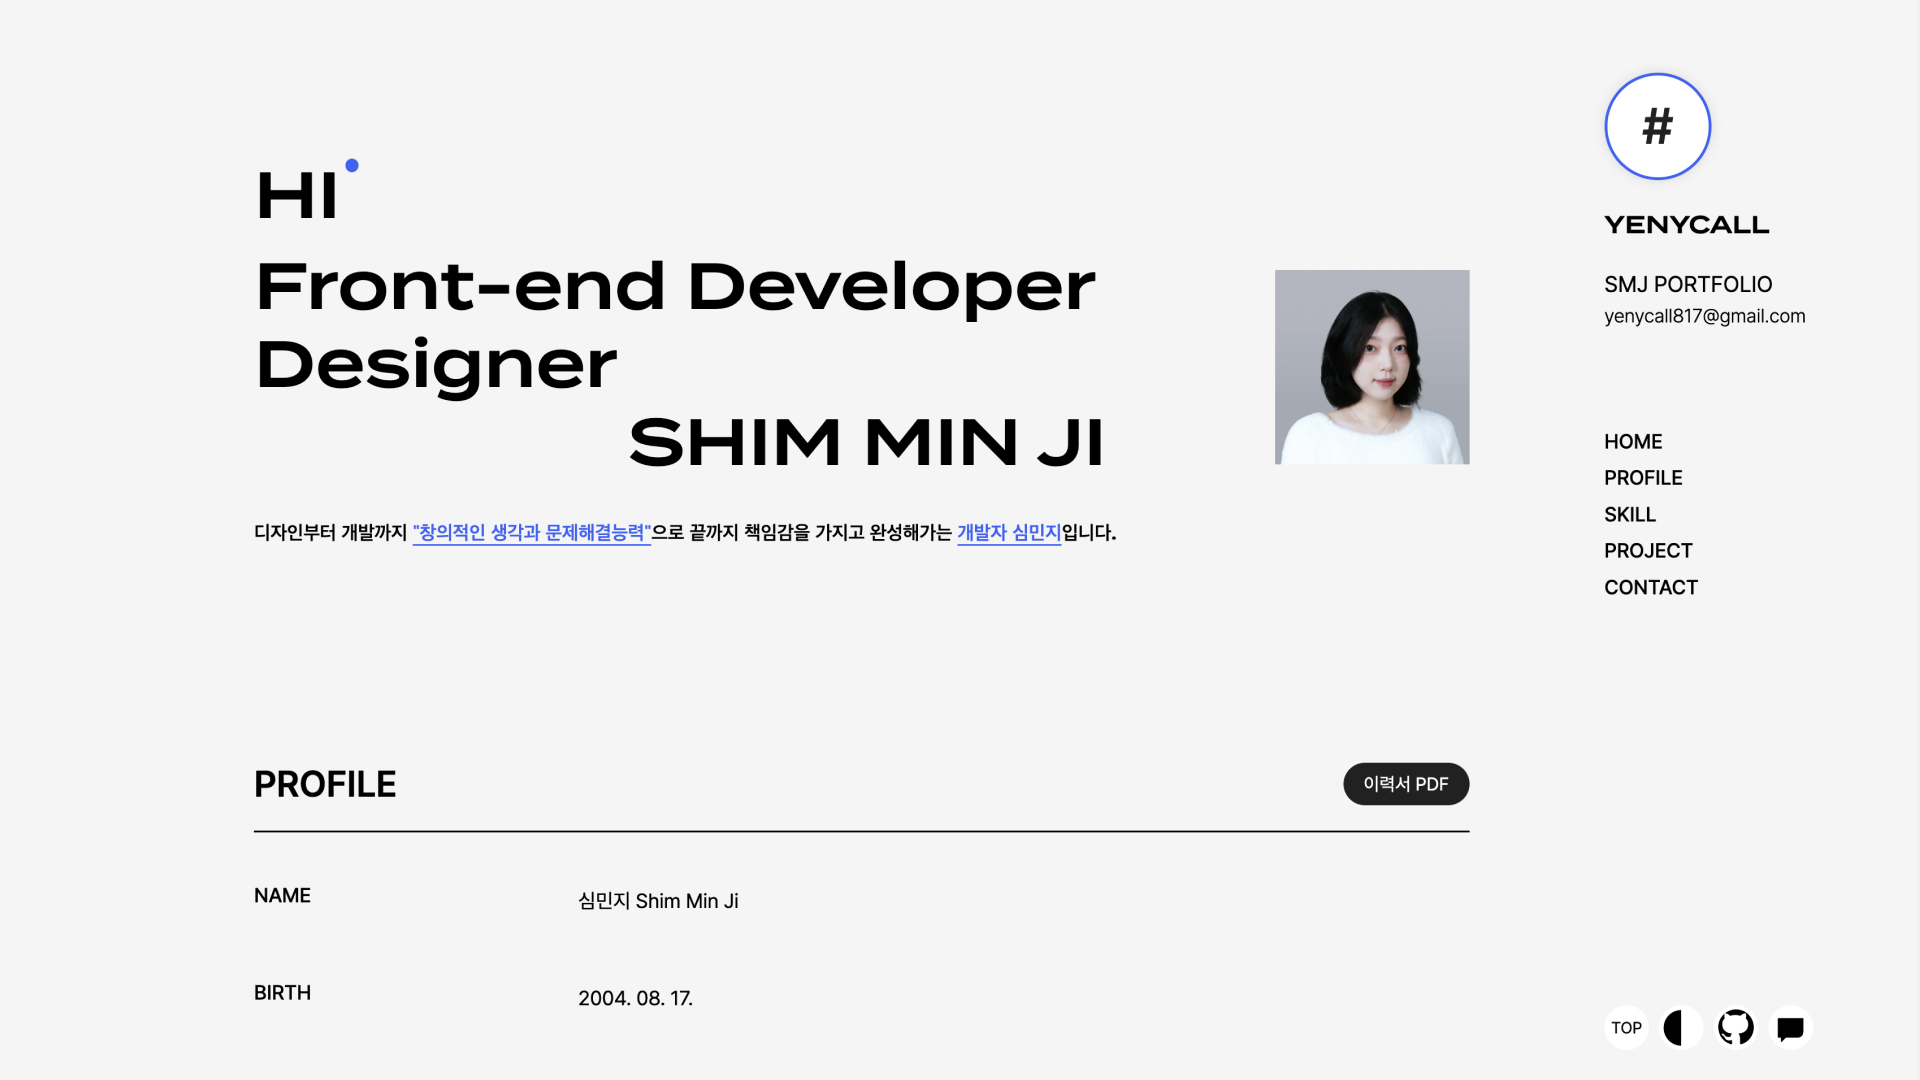 HI
Front-end Developer
Designer
SHIM MIN JI
디자인부터 개발까지 "창의적인 생각과 문제해결능력"으로 끝까지 책임감을 가지고 완성해가는 개발자 심민지입니다.
PROFILE
이력서 PDF
NAME
심민지 Shim Min Ji
BIRTH
2004. 08. 17.
#
YENYCALL
SMJ PORTFOLIO
yenycall817@gmail.com
HOME
PROFILE
SKILL
PROJECT
CONTACT
TOP